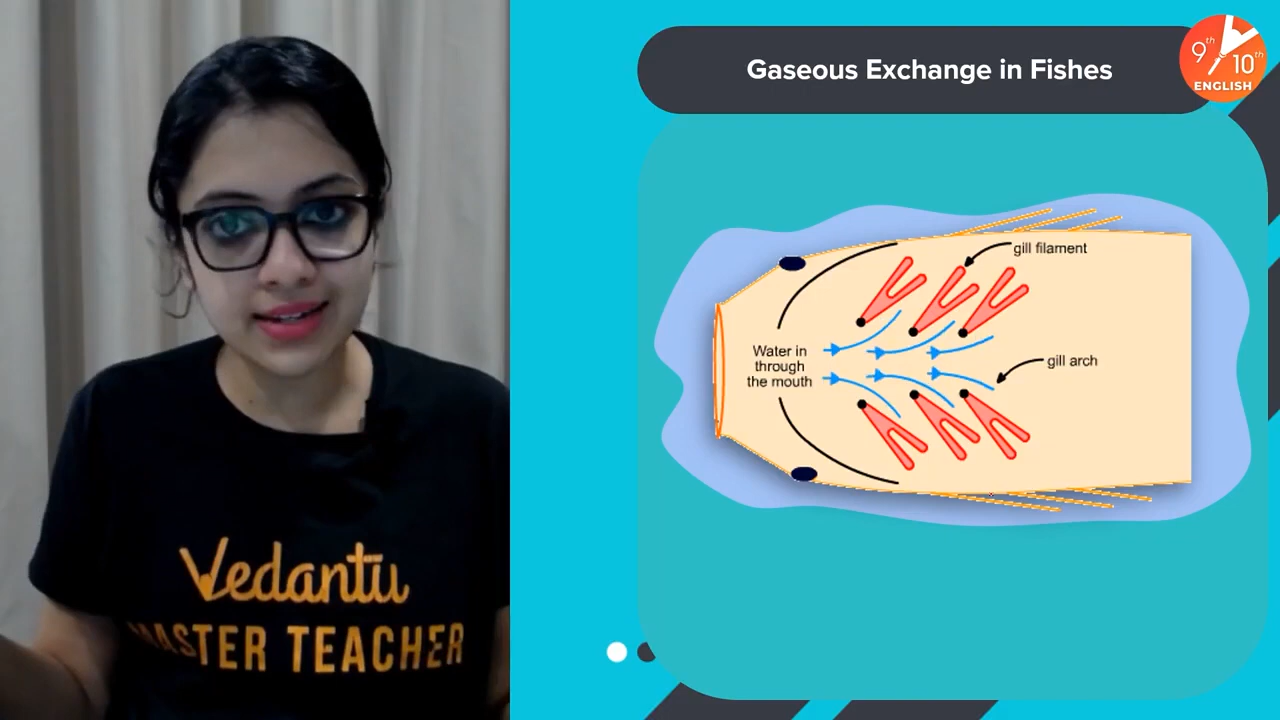 Vedantu
MASTER TEACHER
Gaseous Exchange in Fishes
9th
10th
ENGLISH
gill filament
Water in
through
the mouth
gill arch